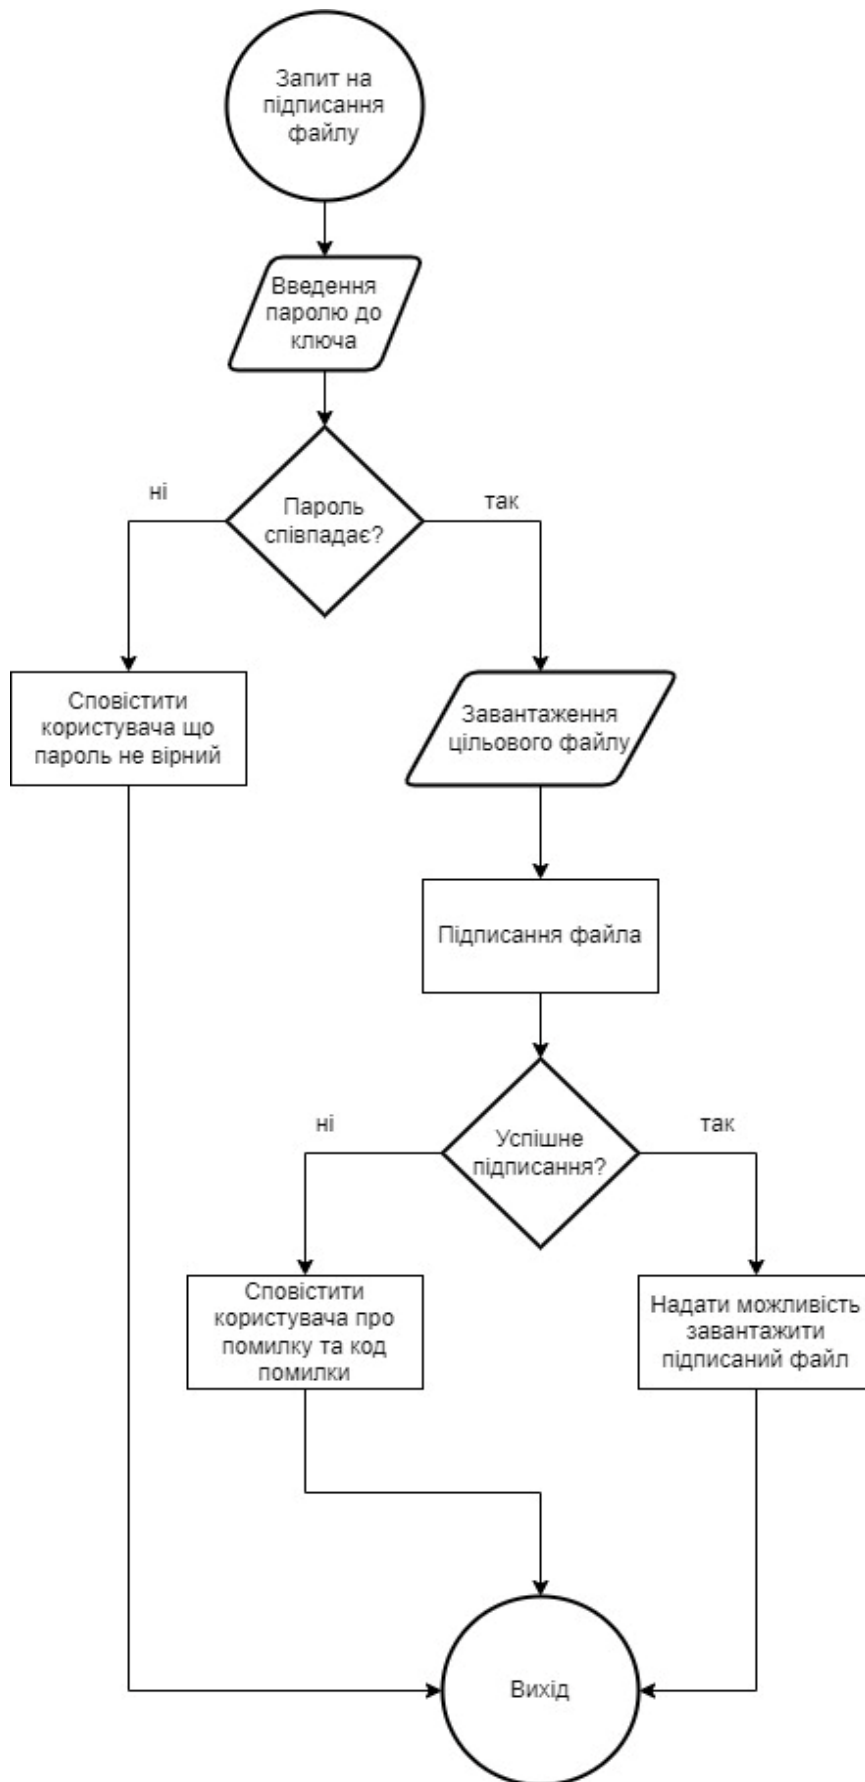 Запит на
підписання
файлу
Введення
паролю до
ключа
ні
Пароль
співпадає?
так
Сповістити
користувача що
пароль не вірний
Завантаження
цільового файлу
Підписання файла
ні
Успішне
підписання?
так
Сповістити
користувача про
помилку та код
помилки
Надати можливість
завантажити
підписаний файл
Вихід